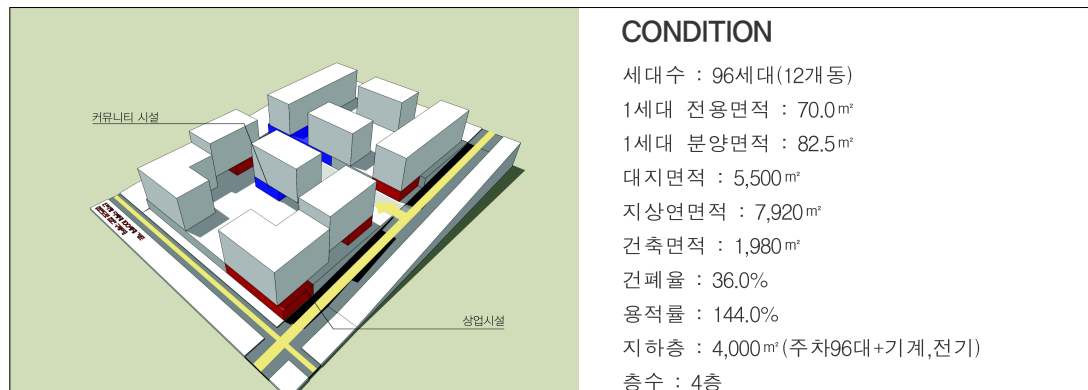 CONDITION
커뮤니티 시설
세대수 : 96세대(12개동)
1세대 전용면적 : 70.0㎡
1세대 분양면적 : 82.5㎡
대지면적 : 5,500㎡
지상연면적 : 7,920㎡
건축면적 : 1,980㎡
건폐율 : 36.0%
용적률 : 144.0%
상업시설
지하층 : 4,000㎡(주차96대+기계,전기)
층수 : 4층